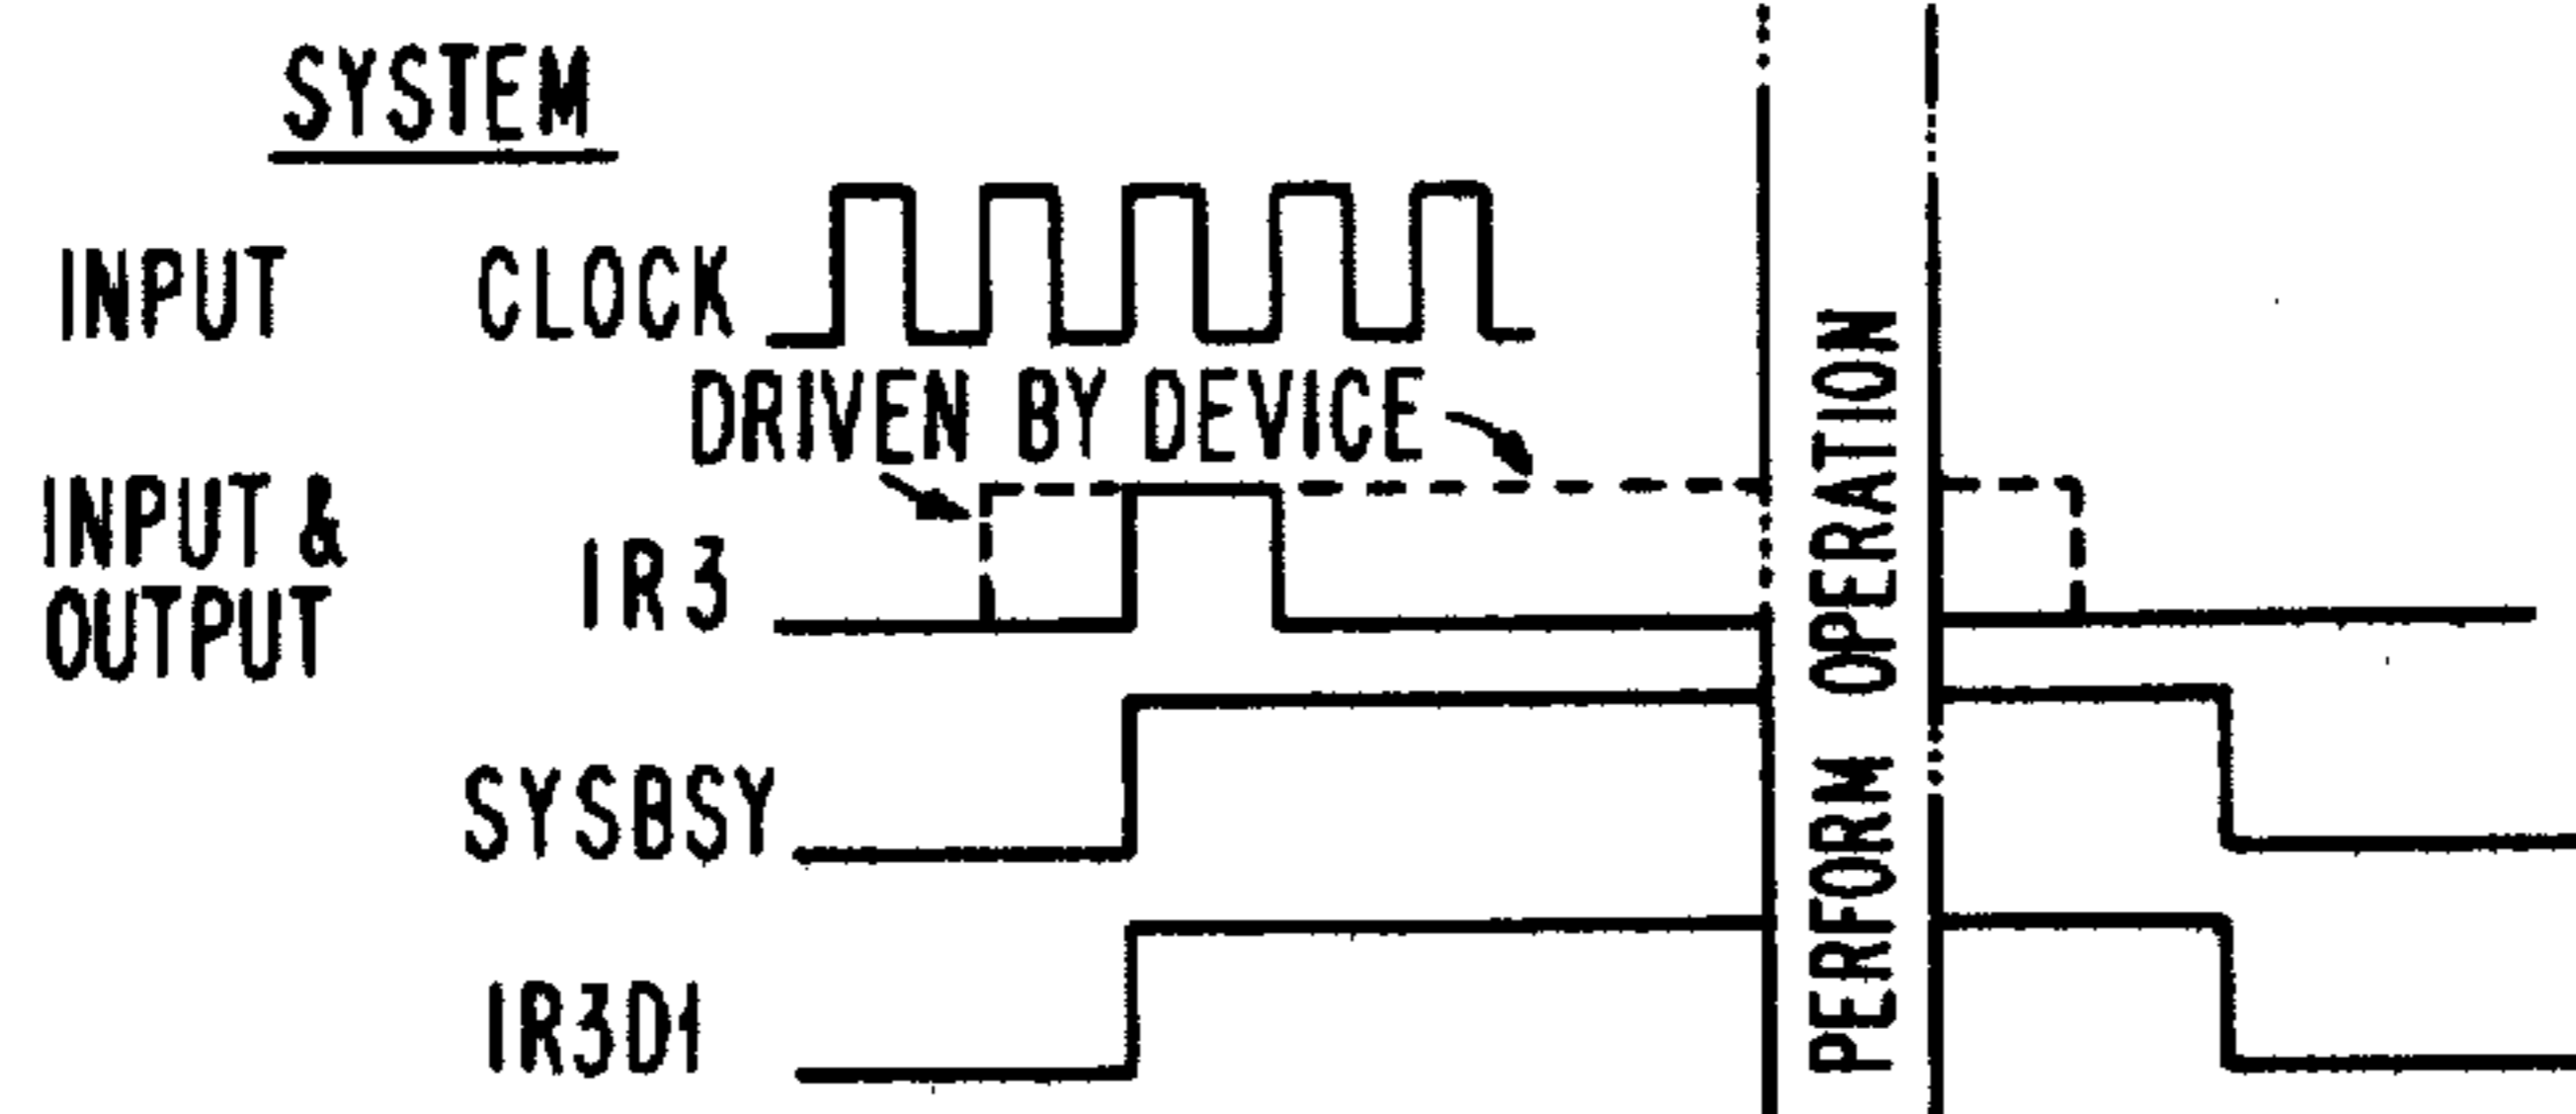 SYSTEM
INPUT CLOCK
DRIVEN BY DEVICE
INPUT &
OUTPUT
IR3
SYSBSY
IR3D1
PERFORM OPERATION